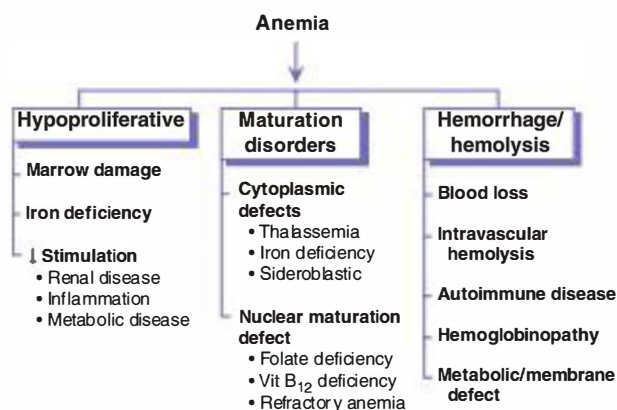 Anemia
Hypoproliferative
Marrow damage
Iron deficiency
↓ Stimulation
• Renal disease
• Inflammation
• Metabolic disease
Maturation
disorders
Cytoplasmic
defects
• Thalassemia
• Iron deficiency
• Sideroblastic
Nuclear maturation
defect
• Folate deficiency
• Vit B₁₂ deficiency
• Refractory anemia
Hemorrhage/
hemolysis
Blood loss
Intravascular
hemolysis
Autoimmune disease
Hemoglobinopathy
Metabolic/membrane
defect